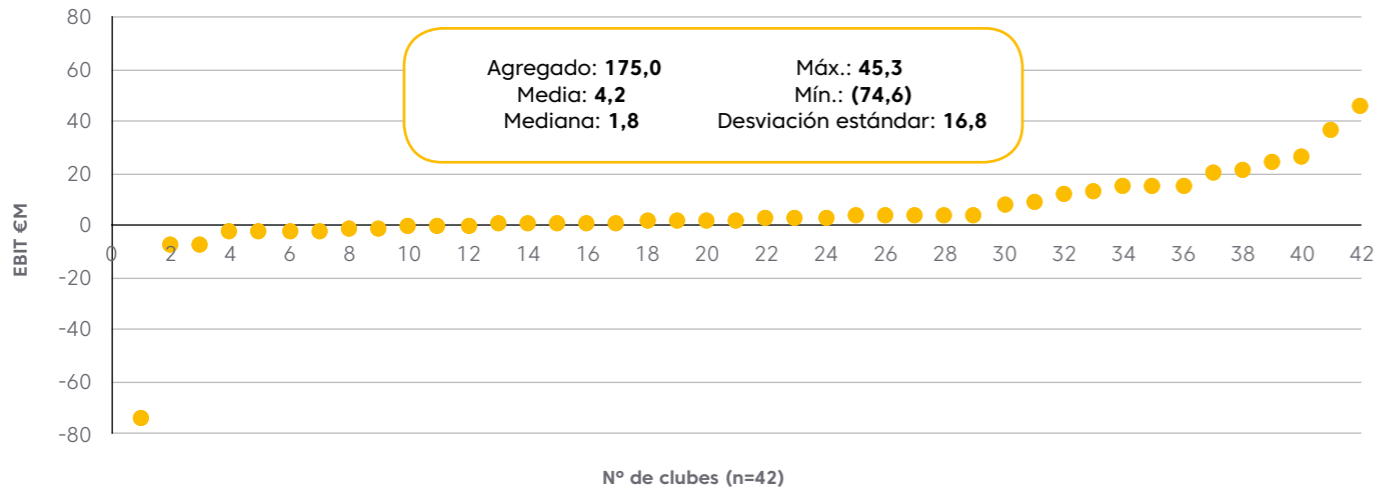 80
60
40
20
0
-20
-40
-60
-80
EBIT €M
Agregado: 175,0
Media: 4,2
Mediana: 1,8
Máx.: 45,3
Mín.: (74,6)
Desviación estándar: 16,8
0 2 4 6 8 10 12 14 16 18 20 22 24 26 28 30 32 34 36 38 40 42
Nº de clubes (n=42)